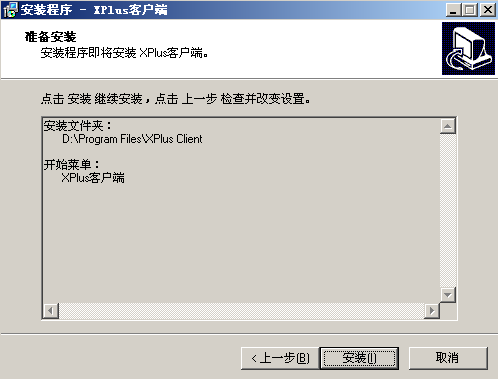 安装程序 - XPlus客户端
准备安装
安装程序即将安装 XPlus客户端。
点击 安装 继续安装，点击 上一步 检查并改变设置。
安装文件夹：
D:\Program Files\XPlus Client
开始菜单：
XPlus客户端
<上一步(B) 安装(I) 取消